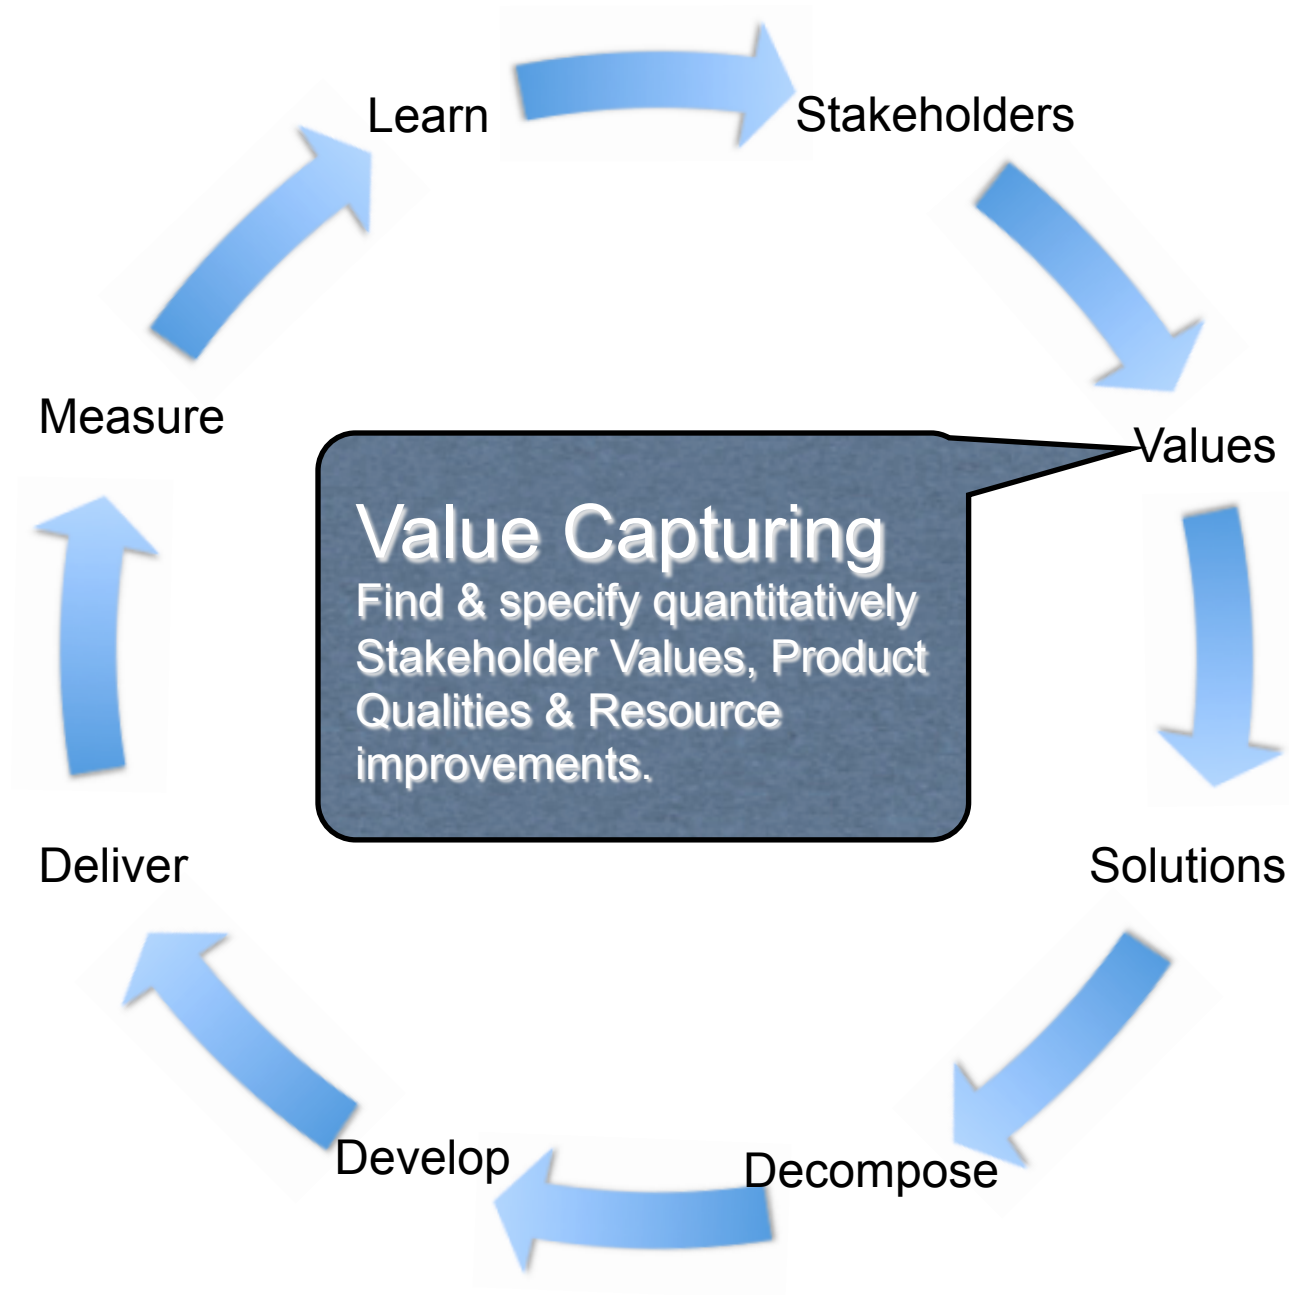 Learn
Stakeholders
Measure
Values
Value Capturing
Find & specify quantitatively
Stakeholder Values, Product
Qualities & Resource
improvements.
Deliver
Solutions
Develop
Decompose